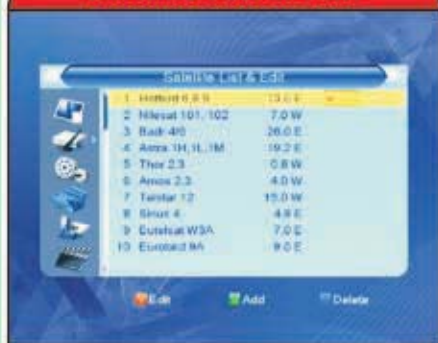 Satellite List & Edit
1 Hotbird 6,8,9 13.0 E
2 Nilesat 101, 102 7.0 W
3 Badr 4/6 26.0 E
4 Astra 1H,1L,1M 19.2 E
5 Thor 2,3 0.8 W
6 Amos 2,3 4.0 W
7 Telstar 12 15.0 W
8 Sirius 4 4.8 E
9 Eutelsat W3A 7.0 E
10 Eurobird 9A 9.0 E
Edit Add Delete